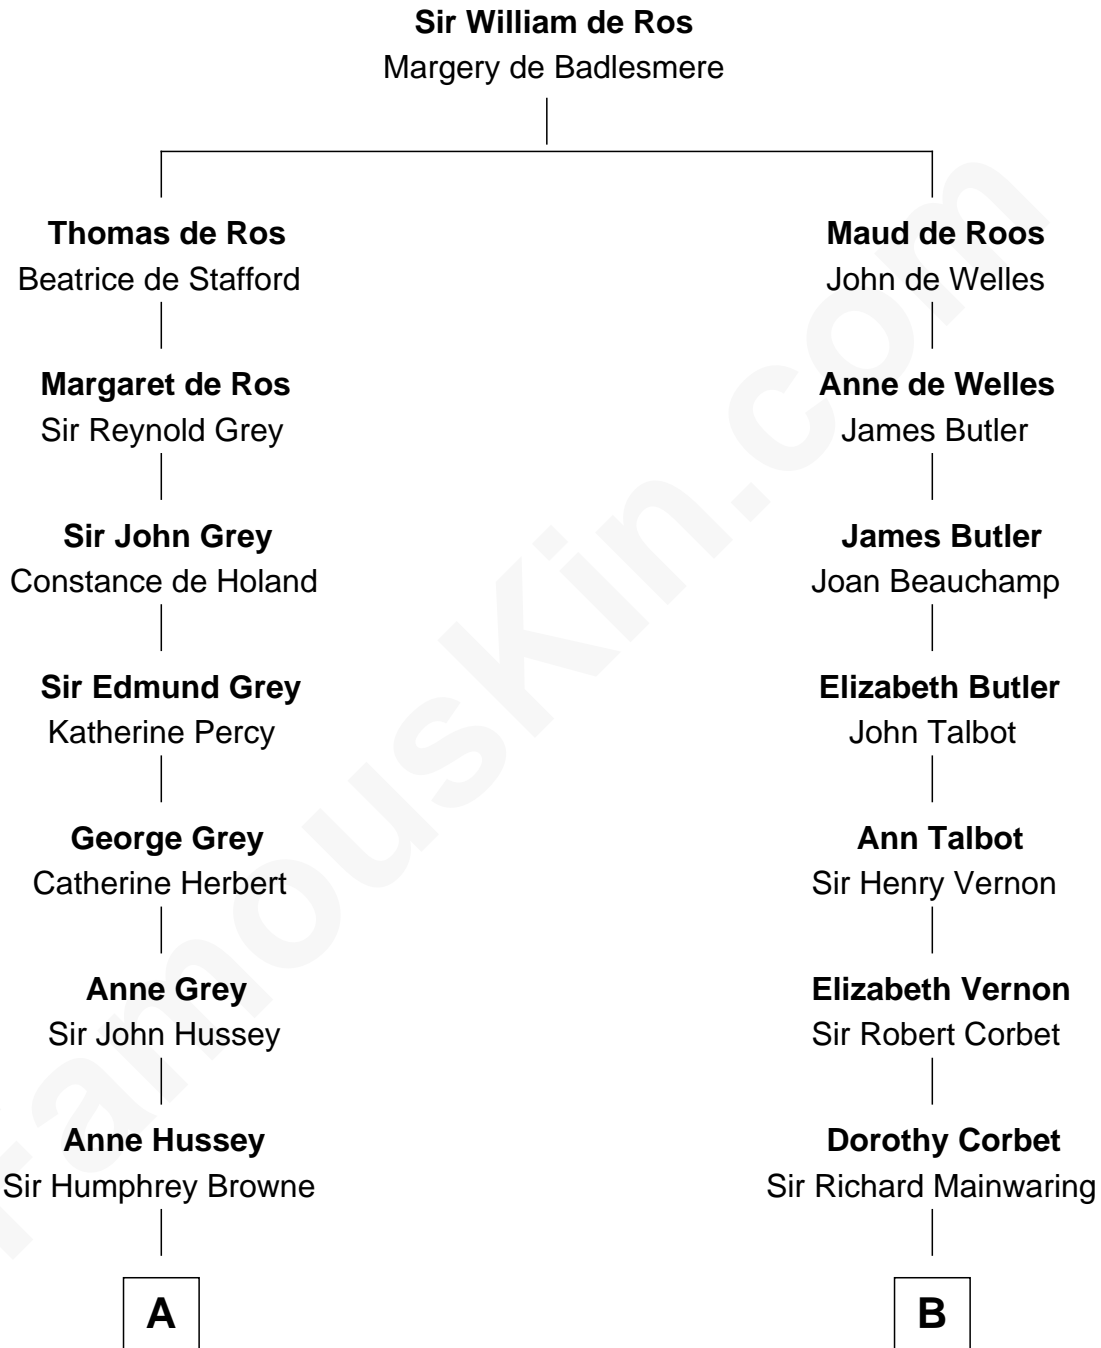 Sir William de Ros
Margery de Badlesmere
Thomas de Ros
Beatrice de Stafford
Margaret de Ros
Sir Reynold Grey
Sir John Grey
Constance de Holand
Sir Edmund Grey
Katherine Percy
George Grey
Catherine Herbert
Anne Grey
Sir John Hussey
Anne Hussey
Sir Humphrey Browne
A
Maud de Roos
John de Welles
Anne de Welles
James Butler
James Butler
Joan Beauchamp
Elizabeth Butler
John Talbot
Ann Talbot
Sir Henry Vernon
Elizabeth Vernon
Sir Robert Corbet
Dorothy Corbet
Sir Richard Mainwaring
B
FamousKin.com